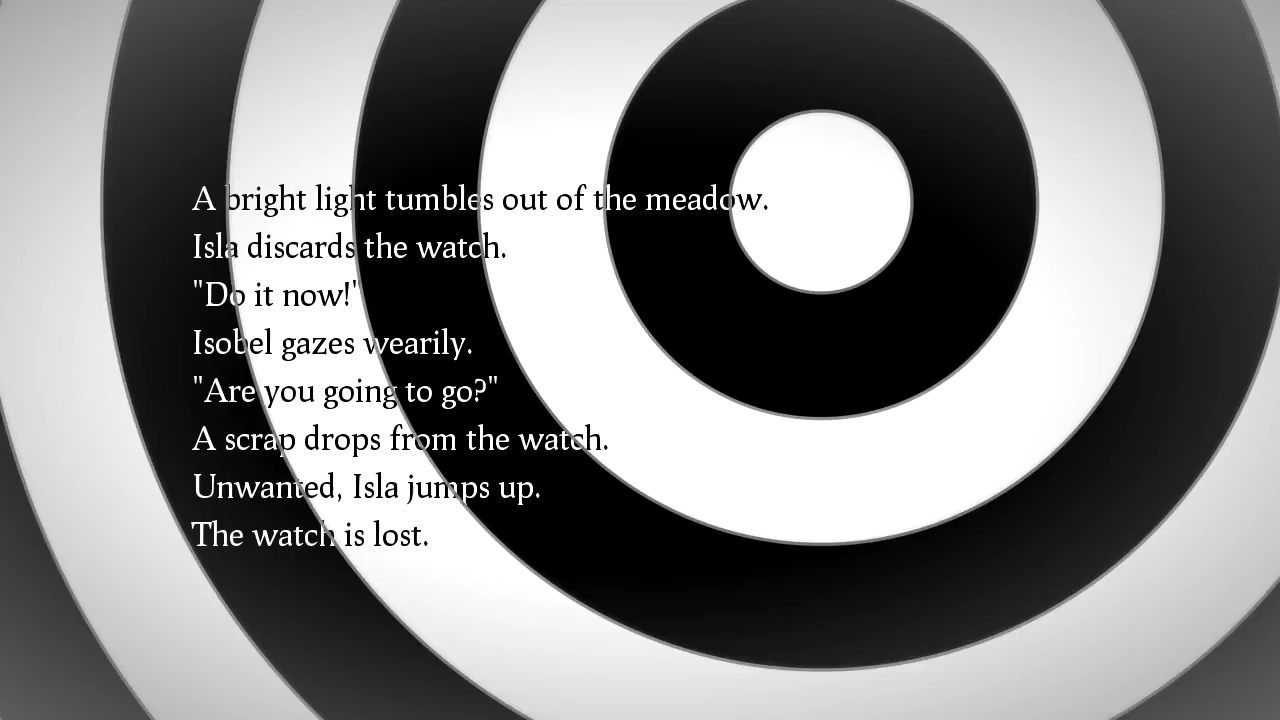 A bright light tumbles out of the meadow.
Isla discards the watch.
"Do it now!"
Isobel gazes wearily.
"Are you going to go?"
A scrap drops from the watch.
Unwanted, Isla jumps up.
The watch is lost.